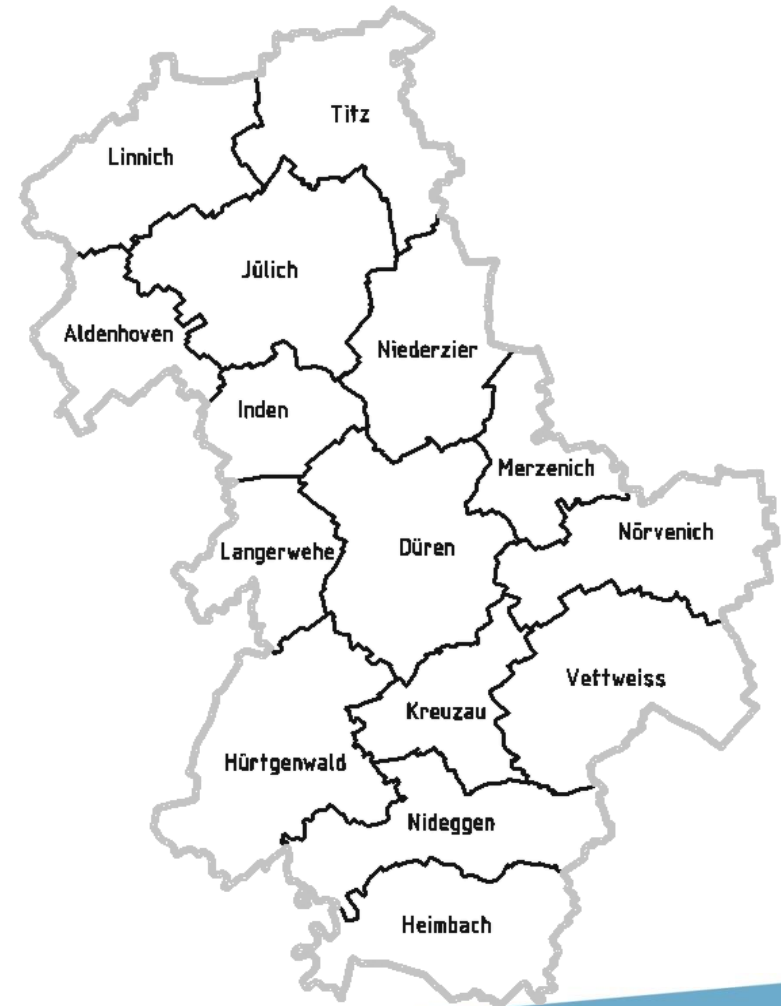 Titz
Linnich
Jülich
Aldenhoven
Niederzier
Inden
Merzenich
Nörvenich
Langerwehe
Düren
Vettweiss
Kreuzau
Hürtgenwald
Nideggen
Heimbach